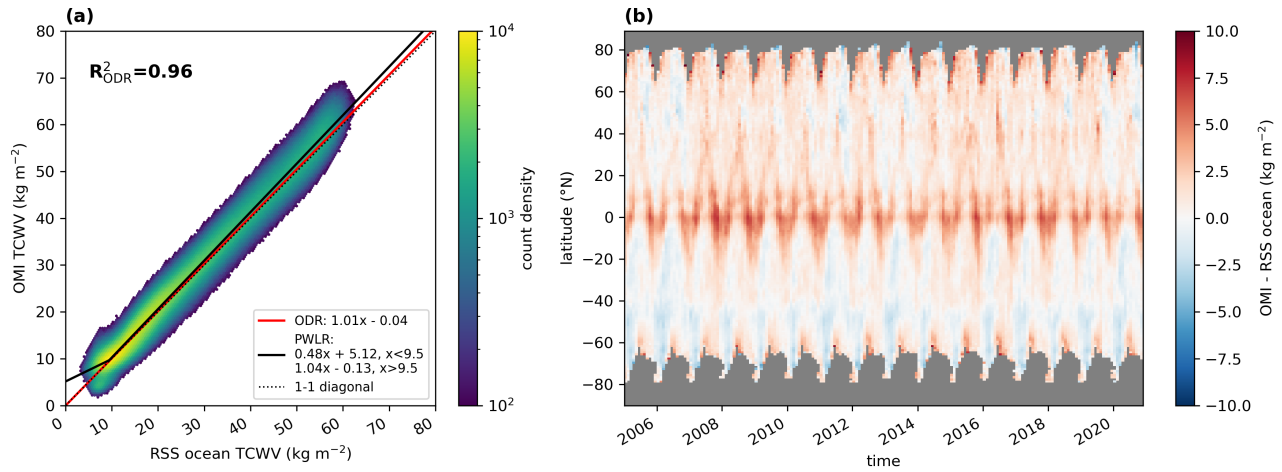 (a)
80
70
60
50
40
30
20
10
0
OMI TCWV (kg m−2)
R²ODR=0.96
ODR: 1.01x - 0.04
PWLR:
0.48x + 5.12, x<9.5
1.04x - 0.13, x>9.5
1-1 diagonal
0 10 20 30 40 50 60 70 80
RSS ocean TCWV (kg m−2)
10⁴
10³
10²
count density
(b)
80
60
40
20
0
−20
−40
−60
−80
latitude (°N)
2006 2008 2010 2012 2014 2016 2018 2020
time
10.0
7.5
5.0
2.5
0.0
−2.5
−5.0
−7.5
−10.0
OMI - RSS ocean (kg m−2)